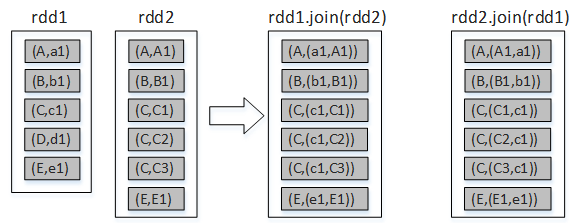 rdd1
(A,a1)
(B,b1)
(C,c1)
(D,d1)
(E,e1)
rdd2
(A,A1)
(B,B1)
(C,C1)
(C,C2)
(C,C3)
(E,E1)
rdd1.join(rdd2)
(A,(a1,A1))
(B,(b1,B1))
(C,(c1,C1))
(C,(c1,C2))
(C,(c1,C3))
(E,(e1,E1))
rdd2.join(rdd1)
(A,(A1,a1))
(B,(B1,b1))
(C,(C1,c1))
(C,(C2,c1))
(C,(C3,c1))
(E,(E1,e1))